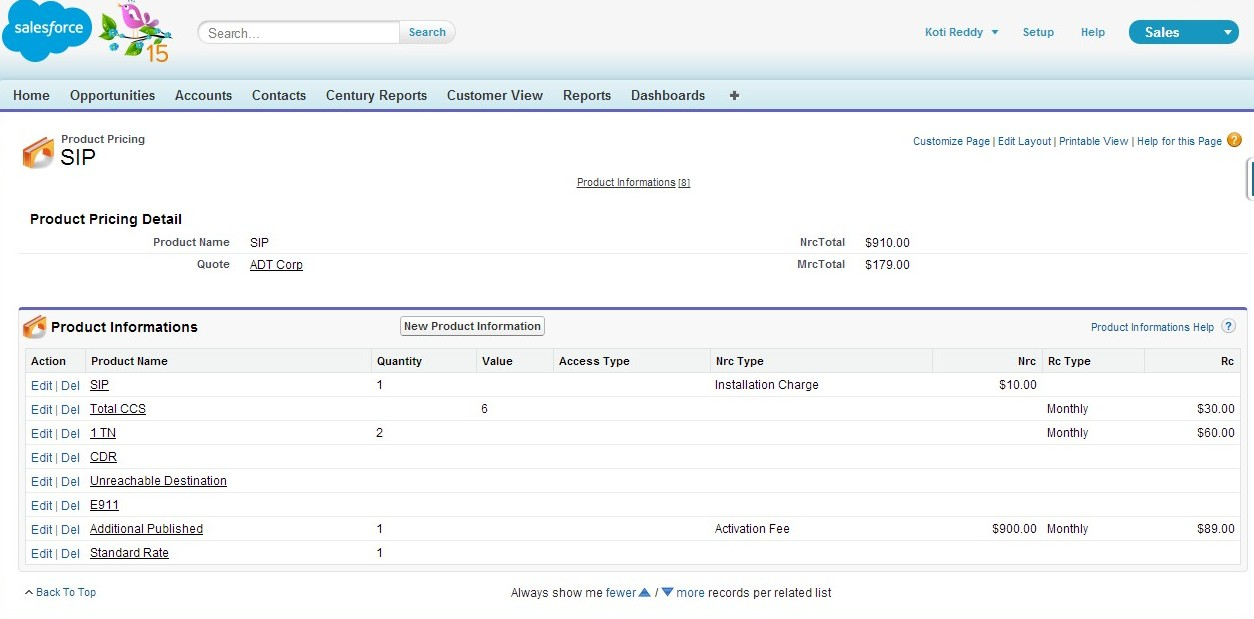 salesforce
15
Search...
Search
Koti Reddy
Setup
Help
Sales
Home Opportunities Accounts Contacts Century Reports Customer View Reports Dashboards +
Product Pricing
SIP
Customize Page | Edit Layout | Printable View | Help for this Page ?
Product Informations [8]
Product Pricing Detail
Product Name SIP NrcTotal $910.00
Quote ADT Corp MrcTotal $179.00
Product Informations New Product Information Product Informations Help ?
Action Product Name Quantity Value Access Type Nrc Type Nrc Rc Type Rc
Edit | Del SIP 1 Installation Charge $10.00
Edit | Del Total CCS 6 Monthly $30.00
Edit | Del 1 TN 2 Monthly $60.00
Edit | Del CDR
Edit | Del Unreachable Destination
Edit | Del E911
Edit | Del Additional Published 1 Activation Fee $900.00 Monthly $89.00
Edit | Del Standard Rate 1
Back To Top Always show me fewer / more records per related list